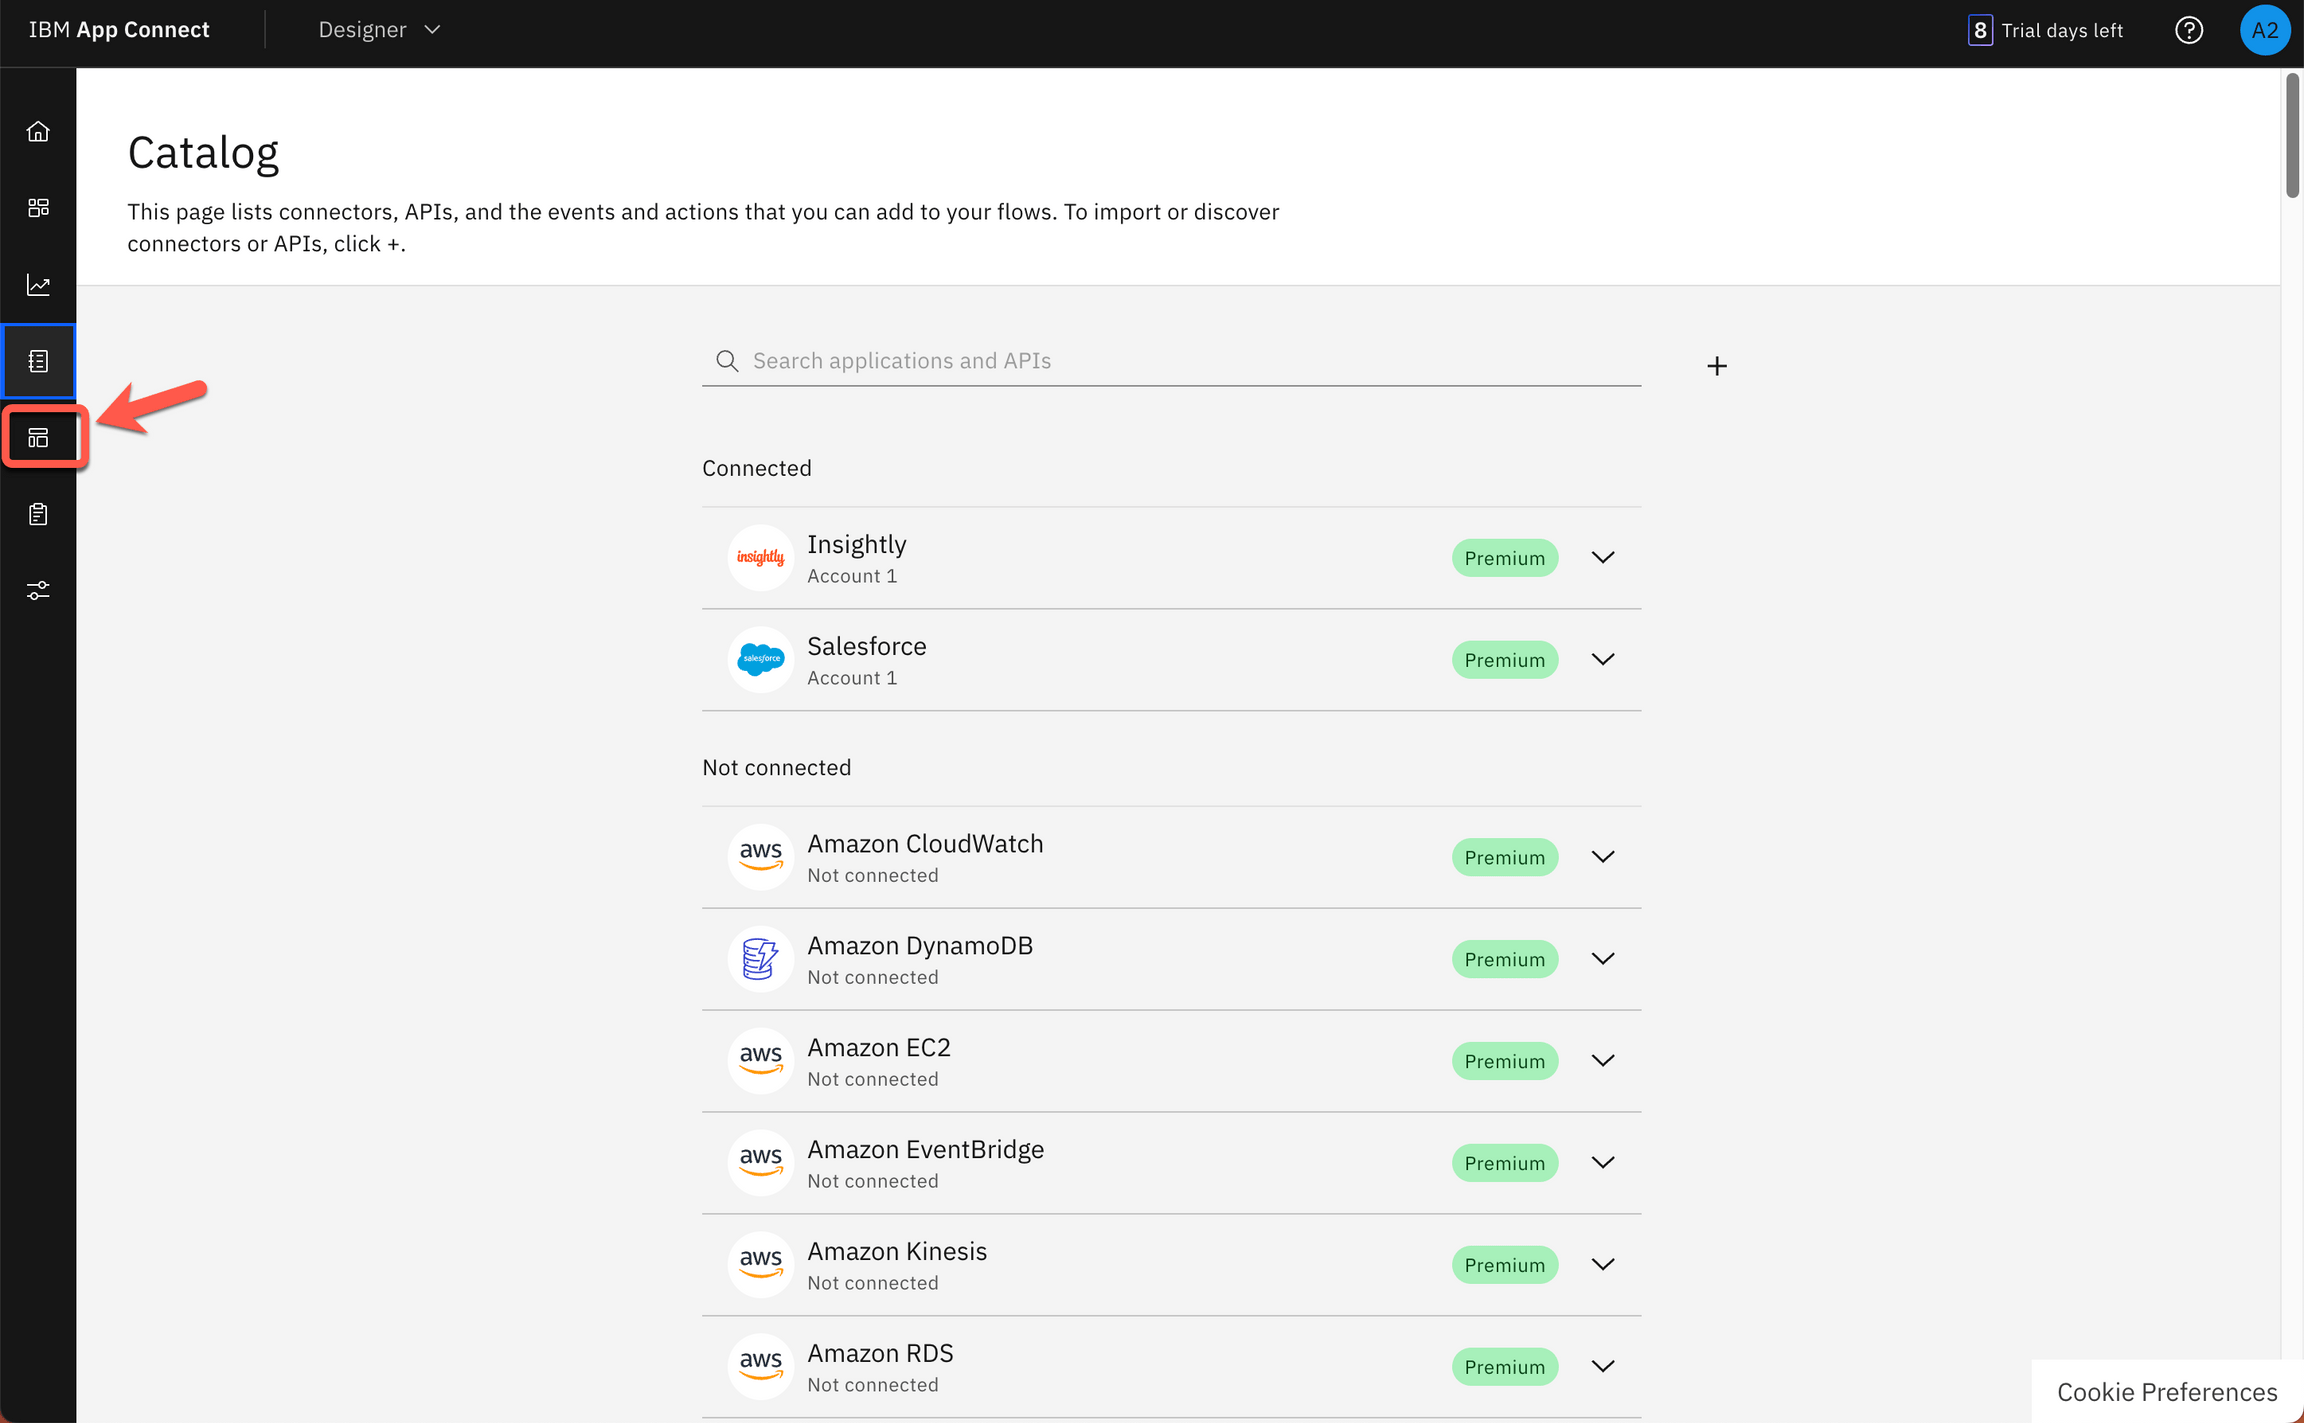 IBM App Connect
Designer
8 Trial days left
A2
Catalog
This page lists connectors, APIs, and the events and actions that you can add to your flows. To import or discover
connectors or APIs, click +.
Search applications and APIs
+
Connected
insightly
Insightly
Account 1
Premium
salesforce
Salesforce
Account 1
Premium
Not connected
aws
Amazon CloudWatch
Not connected
Premium
Amazon DynamoDB
Not connected
Premium
aws
Amazon EC2
Not connected
Premium
aws
Amazon EventBridge
Not connected
Premium
aws
Amazon Kinesis
Not connected
Premium
aws
Amazon RDS
Not connected
Premium
Cookie Preferences